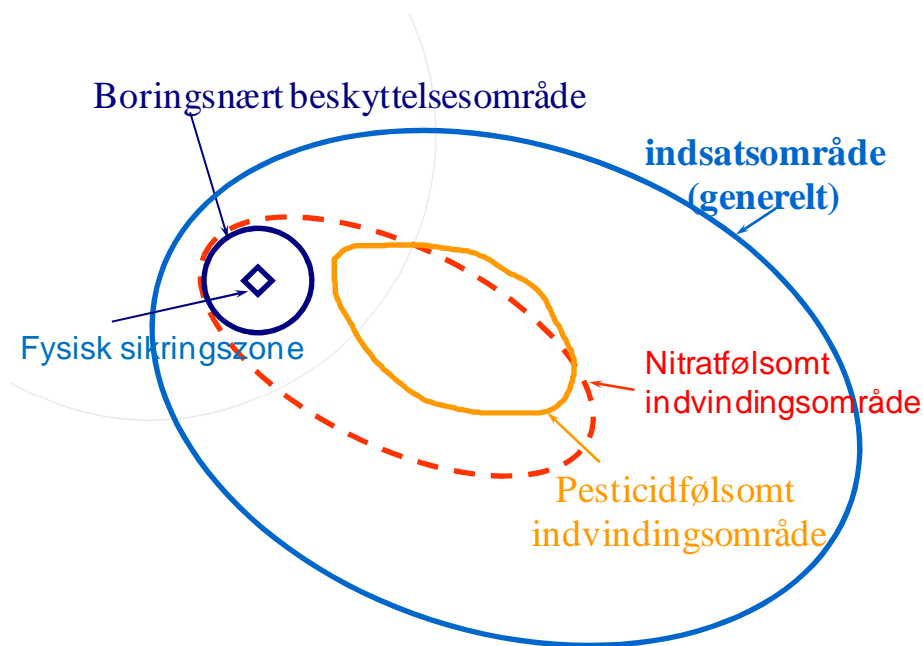 Boringsnært beskyttelsesområde
indsatsområde
(generelt)
Fysisk sikringszone
Nitratfølsomt
indvindingsområde
Pesticidfølsomt
indvindingsområde